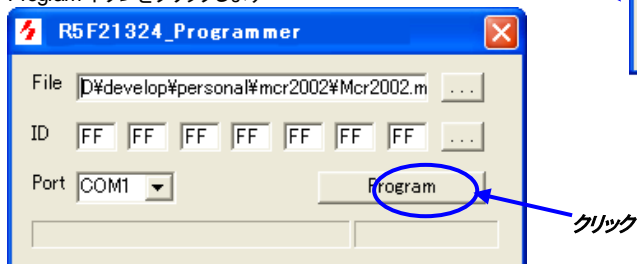 R5F21324_Programmer
File D¥develop¥personal¥mcr2002¥Mcr2002.m ...
ID FF FF FF FF FF FF FF ...
Port COM1 Program
クリック